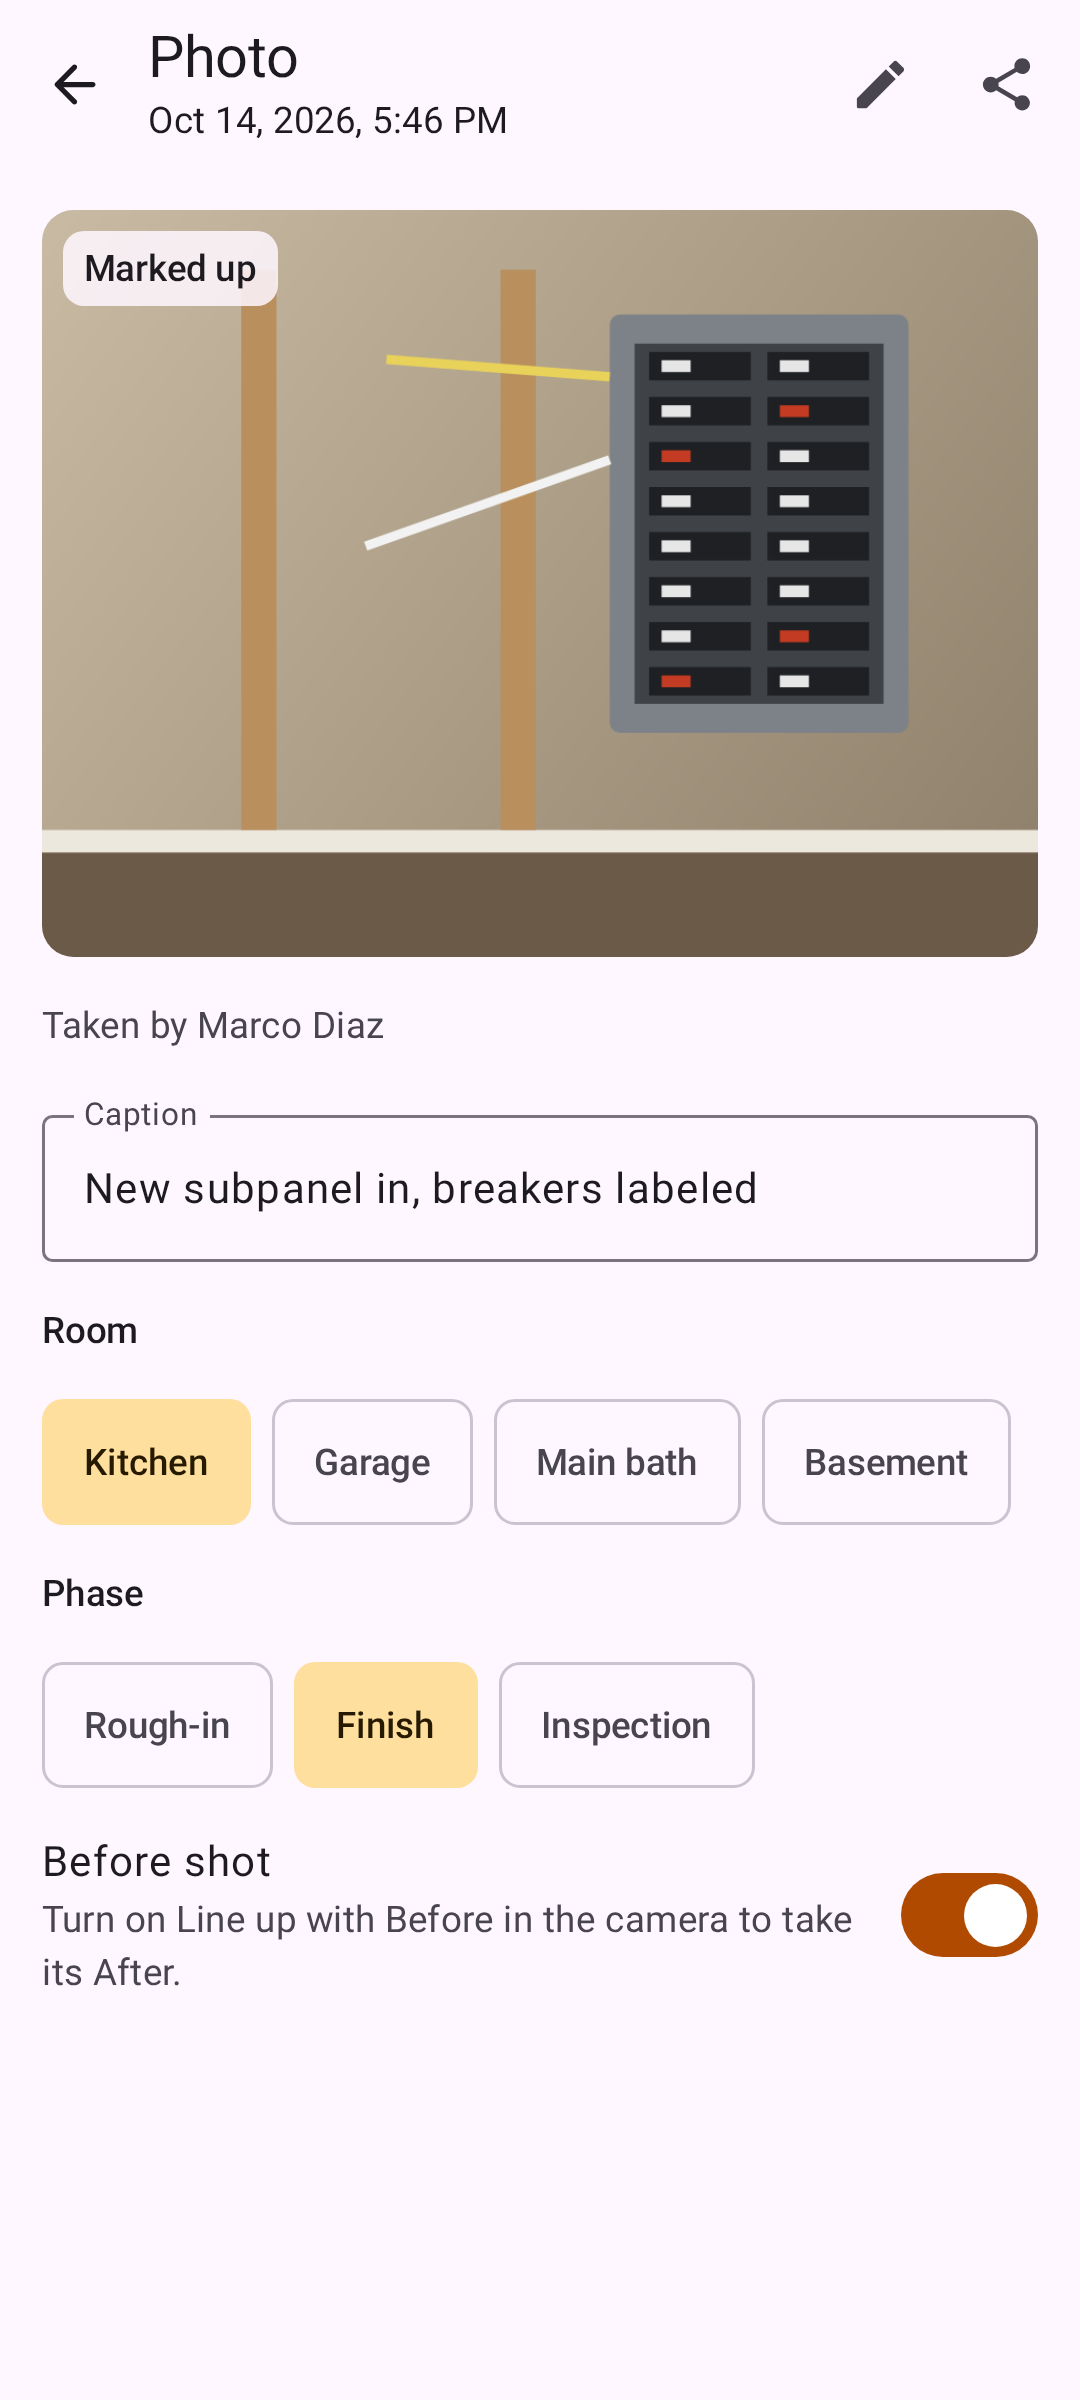 Photo
Oct 14, 2026, 5:46 PM
Marked up
Taken by Marco Diaz
Caption
New subpanel in, breakers labeled
Room
Kitchen
Garage
Main bath
Basement
Phase
Rough-in
Finish
Inspection
Before shot
Turn on Line up with Before in the camera to take
its After.